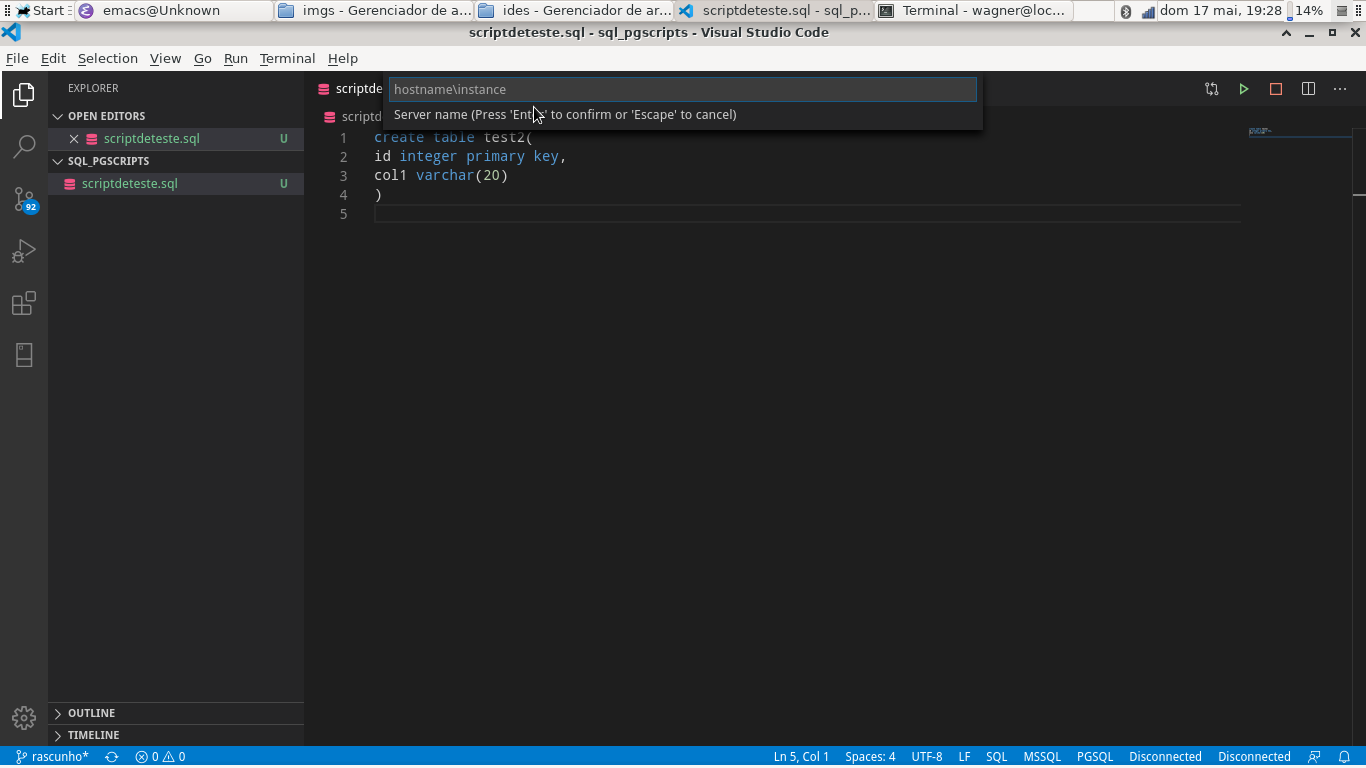 Start
emacs@Unknown
imgs - Gerenciador de a...
ides - Gerenciador de ar...
scriptdeteste.sql - sql_p...
Terminal - wagner@loc...
dom 17 mai, 19:28
14%
scriptdeteste.sql - sql_pgscripts - Visual Studio Code
File Edit Selection View Go Run Terminal Help
EXPLORER
OPEN EDITORS
scriptdeteste.sql U
SQL_PGSCRIPTS
scriptdeteste.sql U
92
OUTLINE
TIMELINE
scriptde
hostname\instance
Server name (Press 'Enter' to confirm or 'Escape' to cancel)
scriptd
1 create table test2(
2 id integer primary key,
3 col1 varchar(20)
4 )
5
rascunho* 0 0 Ln 5, Col 1 Spaces: 4 UTF-8 LF SQL MSSQL PGSQL Disconnected Disconnected